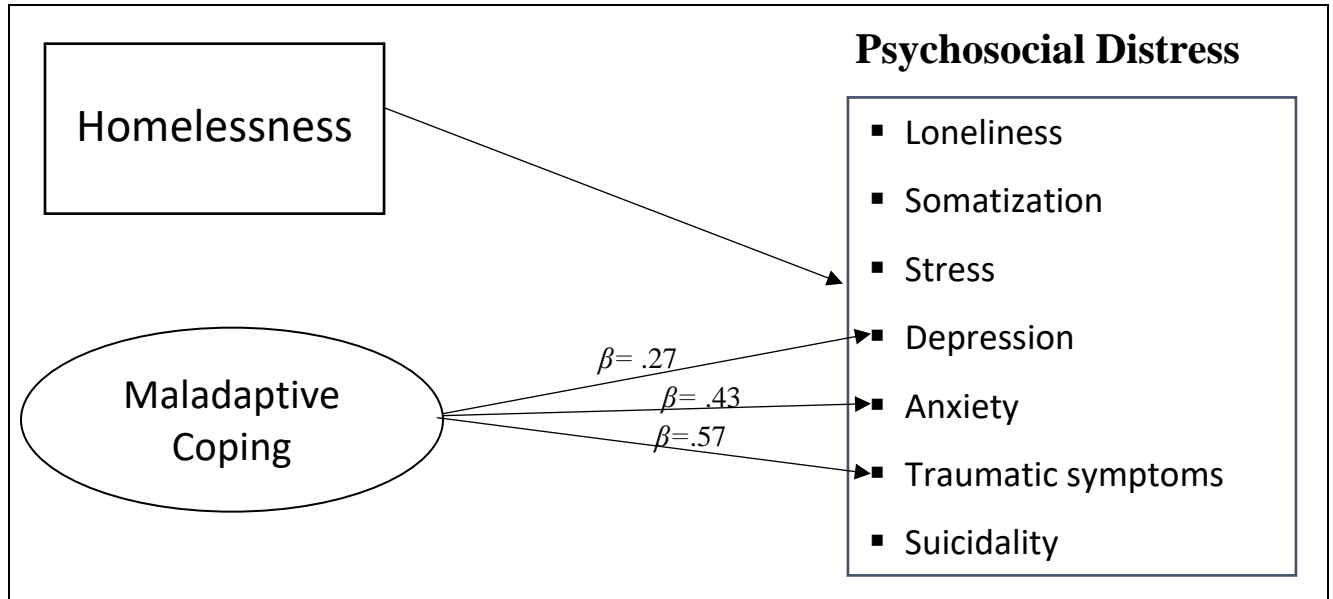 Homelessness
Psychosocial Distress
▪ Loneliness
▪ Somatization
▪ Stress
▪ Depression
▪ Anxiety
▪ Traumatic symptoms
▪ Suicidality
Maladaptive
Coping
β= .27
β= .43
β=.57